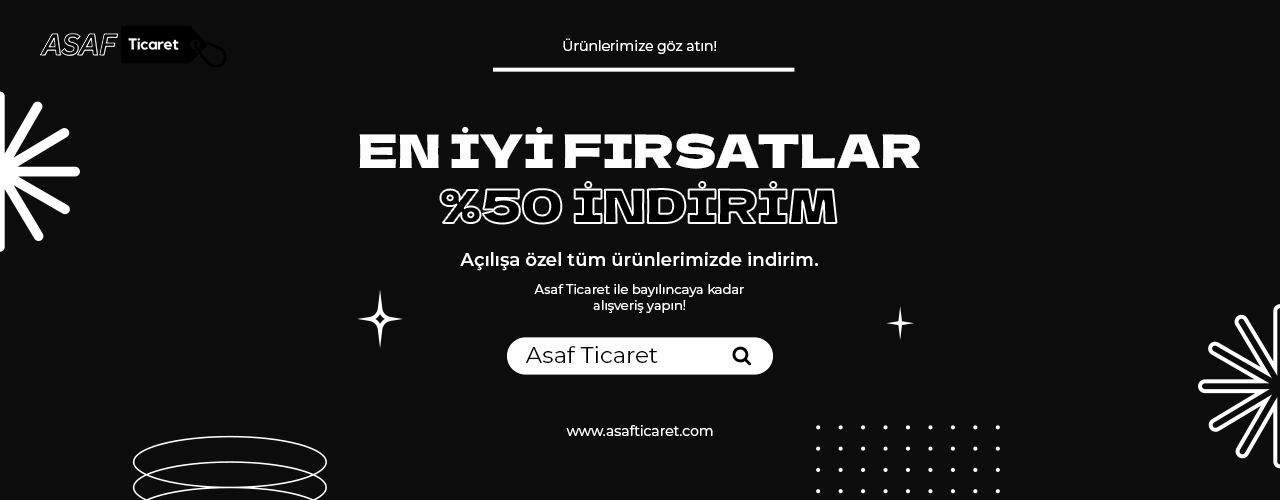 ASAF Ticaret
Ürünlerimize göz atın!
EN İYİ FIRSATLAR
%50 İNDİRİM
Açılışa özel tüm ürünlerimizde indirim.
Asaf Ticaret ile bayılıncaya kadar
alışveriş yapın!
Asaf Ticaret
www.asafticaret.com